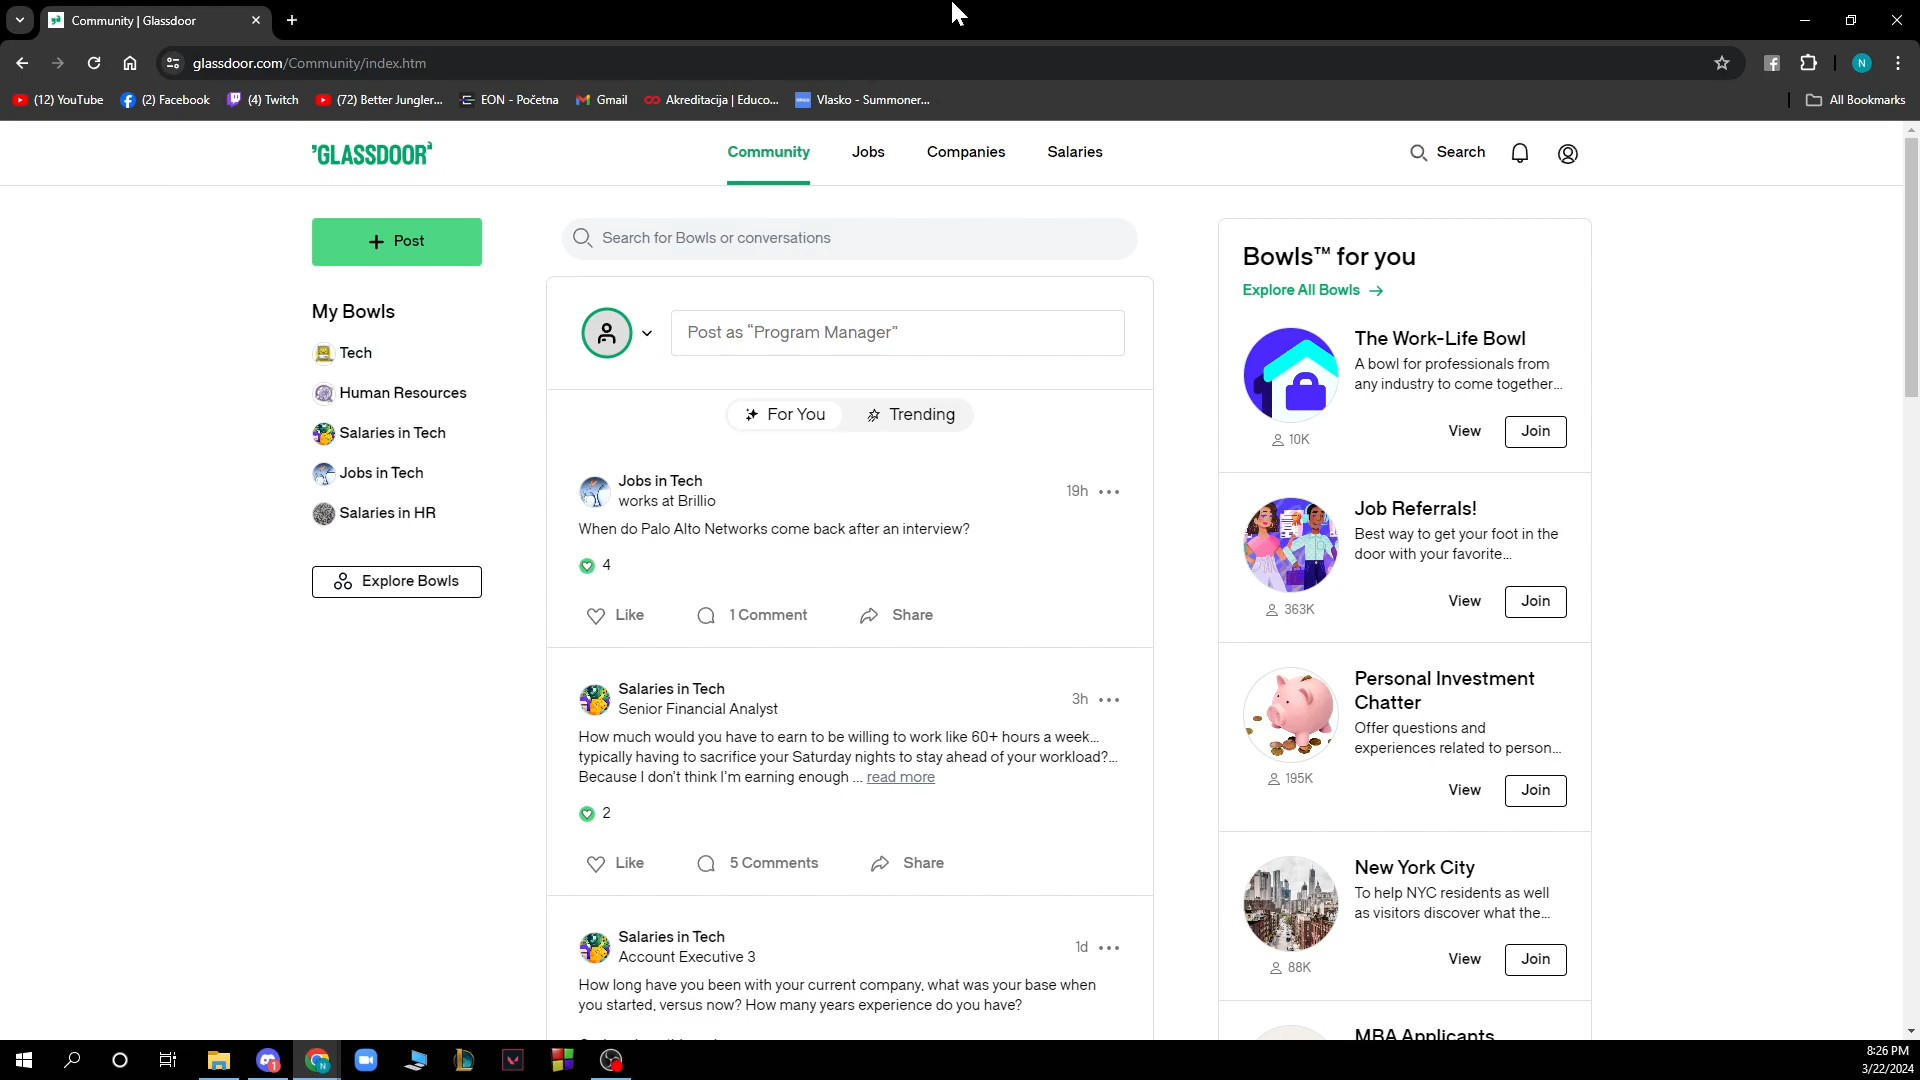 Community | Glassdoor
glassdoor.com/Community/index.htm
(12) YouTube
(2) Facebook
(4) Twitch
(72) Better Jungler...
EON - Početna
Gmail
Akreditacija | Educo...
Vlasko - Summoner...
All Bookmarks
N
GLASSDOOR
Community
Jobs
Companies
Salaries
Search
+ Post
My Bowls
Tech
Human Resources
Salaries in Tech
Jobs in Tech
Salaries in HR
Explore Bowls
Search for Bowls or conversations
Post as “Program Manager”
For You
Trending
Jobs in Tech
works at Brillio
19h
When do Palo Alto Networks come back after an interview?
4
Like
1 Comment
Share
Salaries in Tech
Senior Financial Analyst
3h
How much would you have to earn to be willing to work like 60+ hours a week...
typically having to sacrifice your Saturday nights to stay ahead of your workload?...
Because I don't think I'm earning enough ... read more
2
Like
5 Comments
Share
Salaries in Tech
Account Executive 3
1d
How long have you been with your current company, what was your base when
you started, versus now? How many years experience do you have?
Bowls™ for you
Explore All Bowls
The Work-Life Bowl
A bowl for professionals from
any industry to come together...
10K
View
Join
Job Referrals!
Best way to get your foot in the
door with your favorite...
363K
View
Join
Personal Investment
Chatter
Offer questions and
experiences related to person...
195K
View
Join
New York City
To help NYC residents as well
as visitors discover what the...
88K
View
Join
MBA Applicants
8:26 PM
3/22/2024